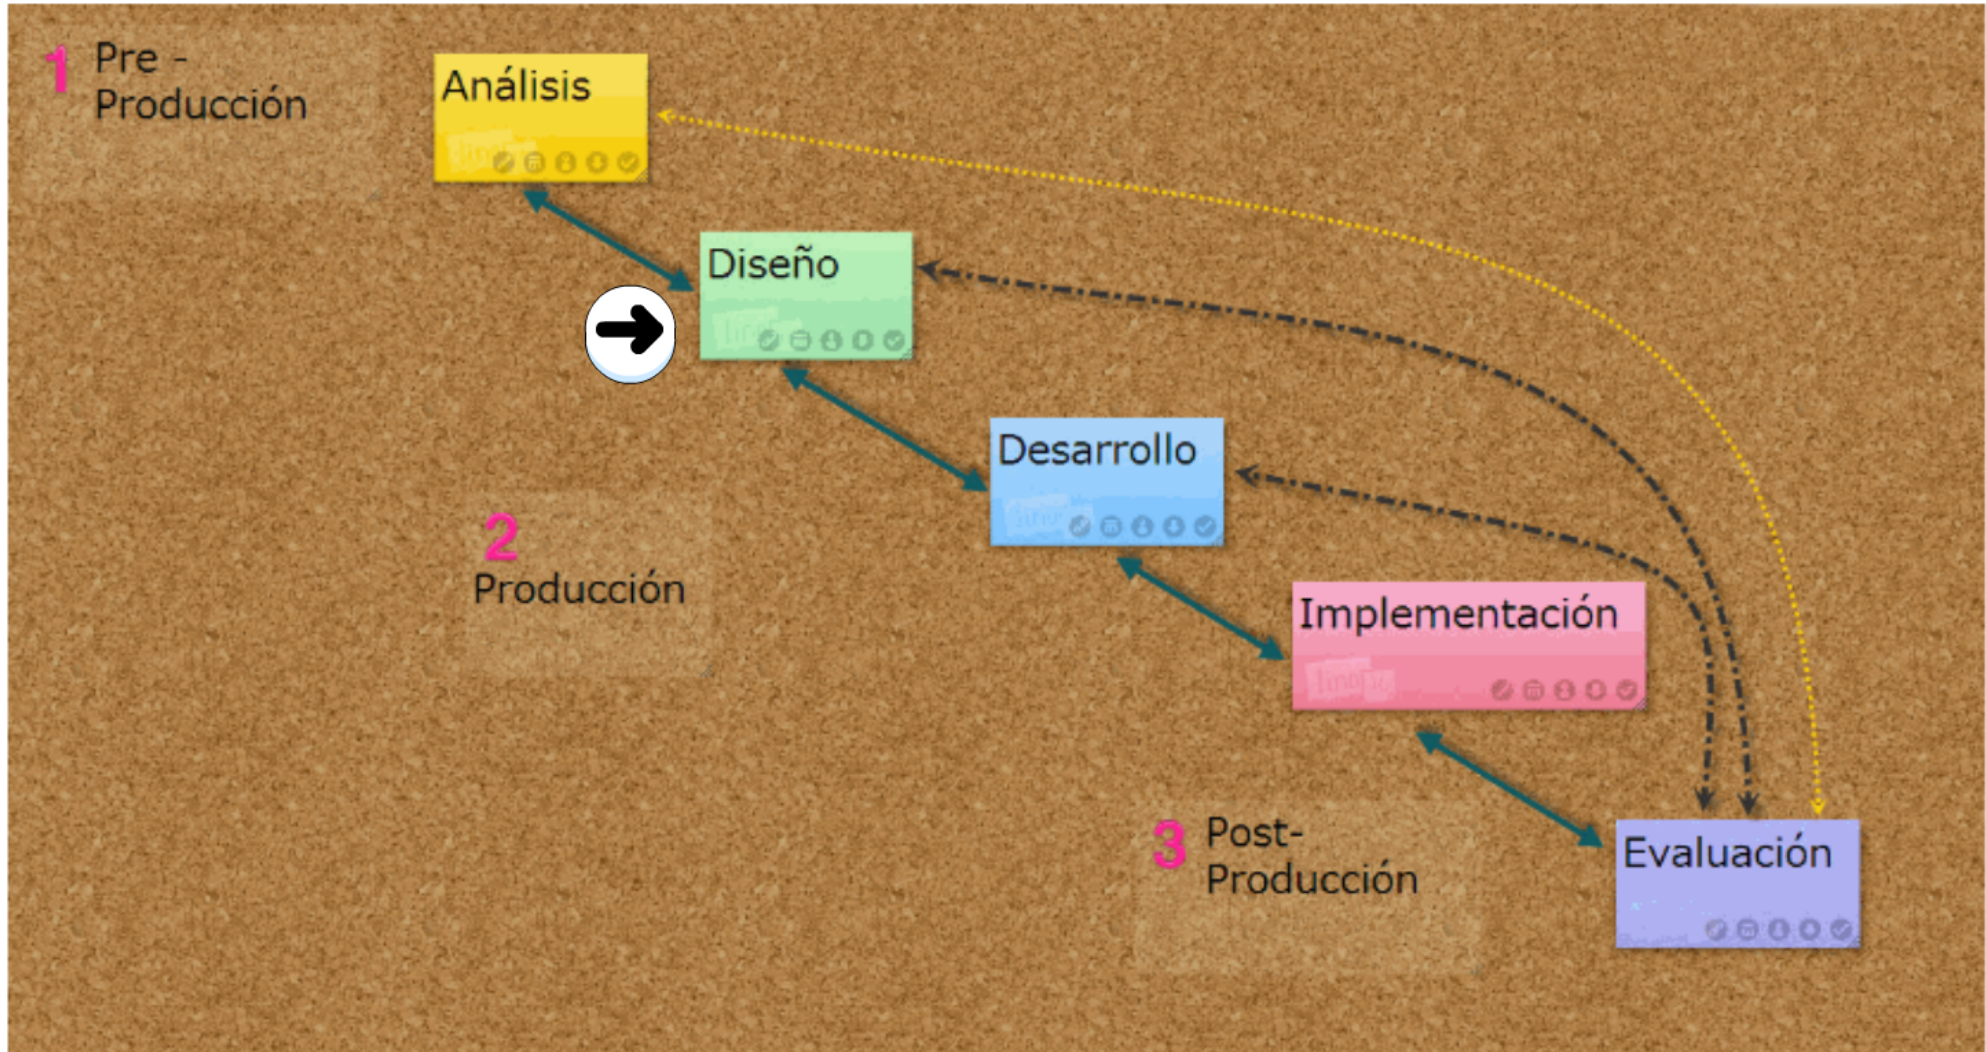 1 Pre -
Producción
Análisis
Diseño
Desarrollo
2
Producción
Implementación
3 Post-
Producción
Evaluación